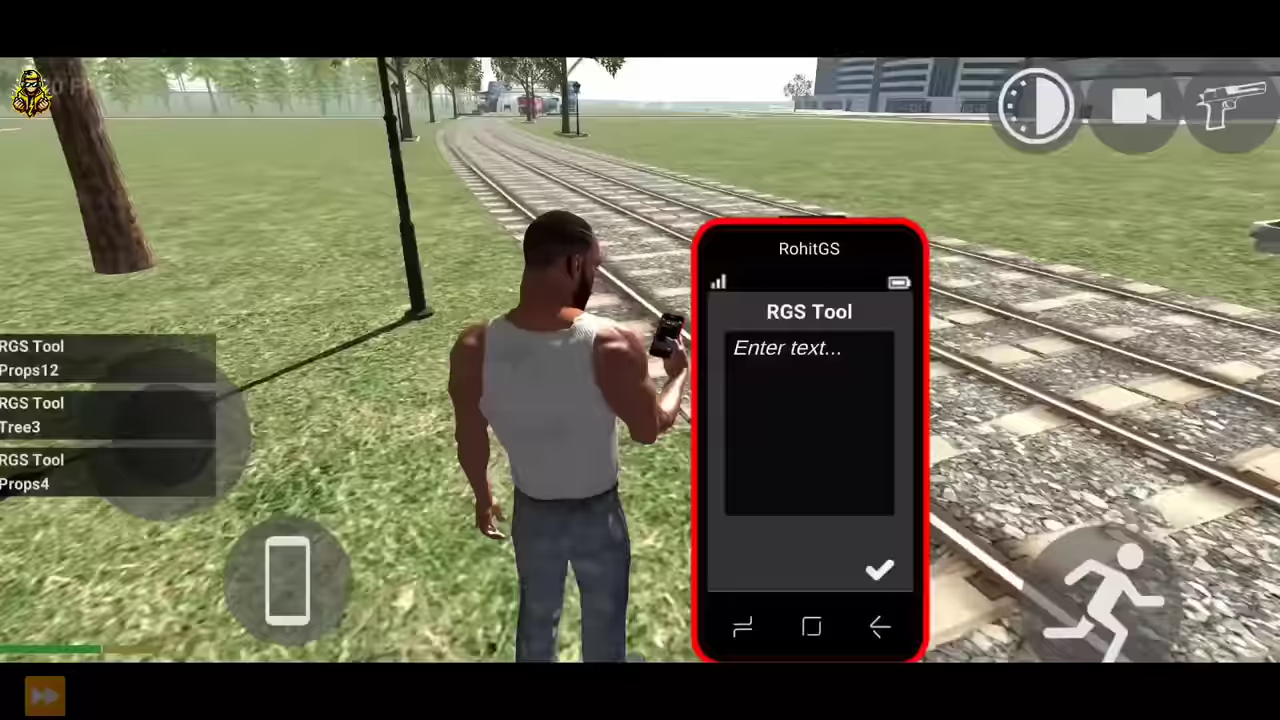 RohitGS
RGS Tool
Enter text...
RGS Tool
Props12
RGS Tool
Tree3
RGS Tool
Props4